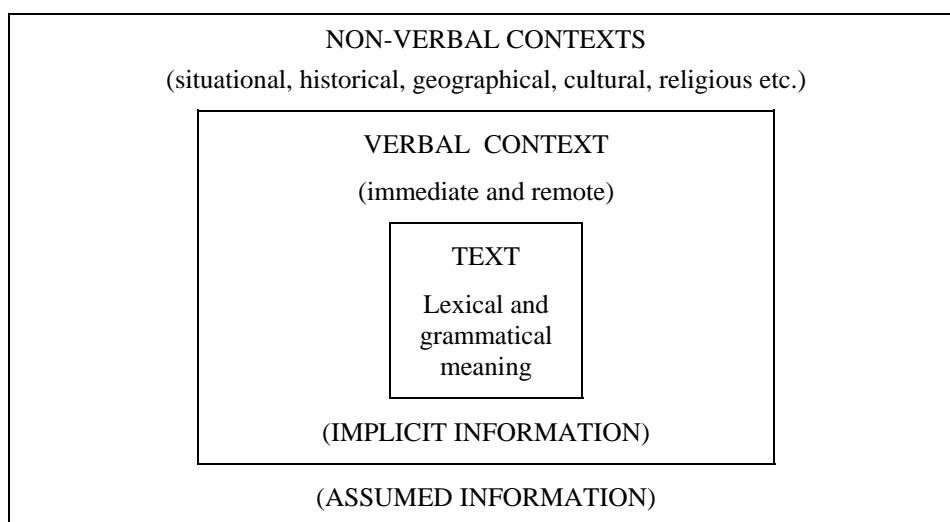 NON-VERBAL CONTEXTS
(situational, historical, geographical, cultural, religious etc.)
VERBAL CONTEXT
(immediate and remote)
TEXT
Lexical and
grammatical
meaning
(IMPLICIT INFORMATION)
(ASSUMED INFORMATION)